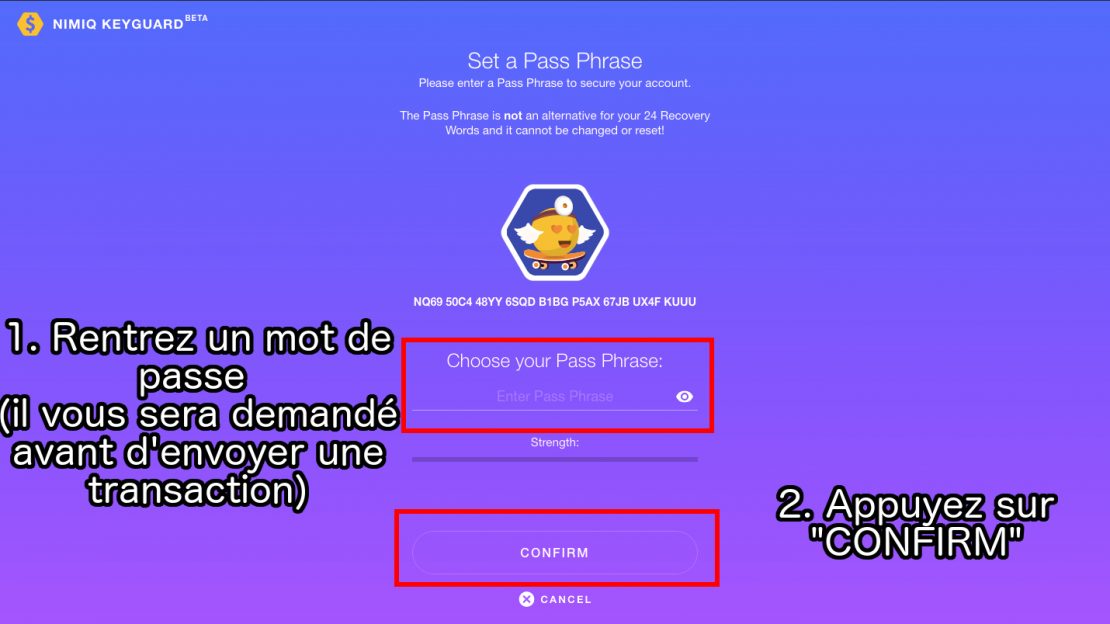 NIMIQ KEYGUARD BETA
Set a Pass Phrase
Please enter a Pass Phrase to secure your account.
The Pass Phrase is not an alternative for your 24 Recovery
Words and it cannot be changed or reset!
NQ69 50C4 48YY 6SQD B1BG P5AX 67JB UX4F KUUU
1. Rentrez un mot de
passe
(il vous sera demandé
avant d'envoyer une
transaction)
Choose your Pass Phrase:
Enter Pass Phrase
Strength:
CONFIRM
2. Appuyez sur
"CONFIRM"
CANCEL